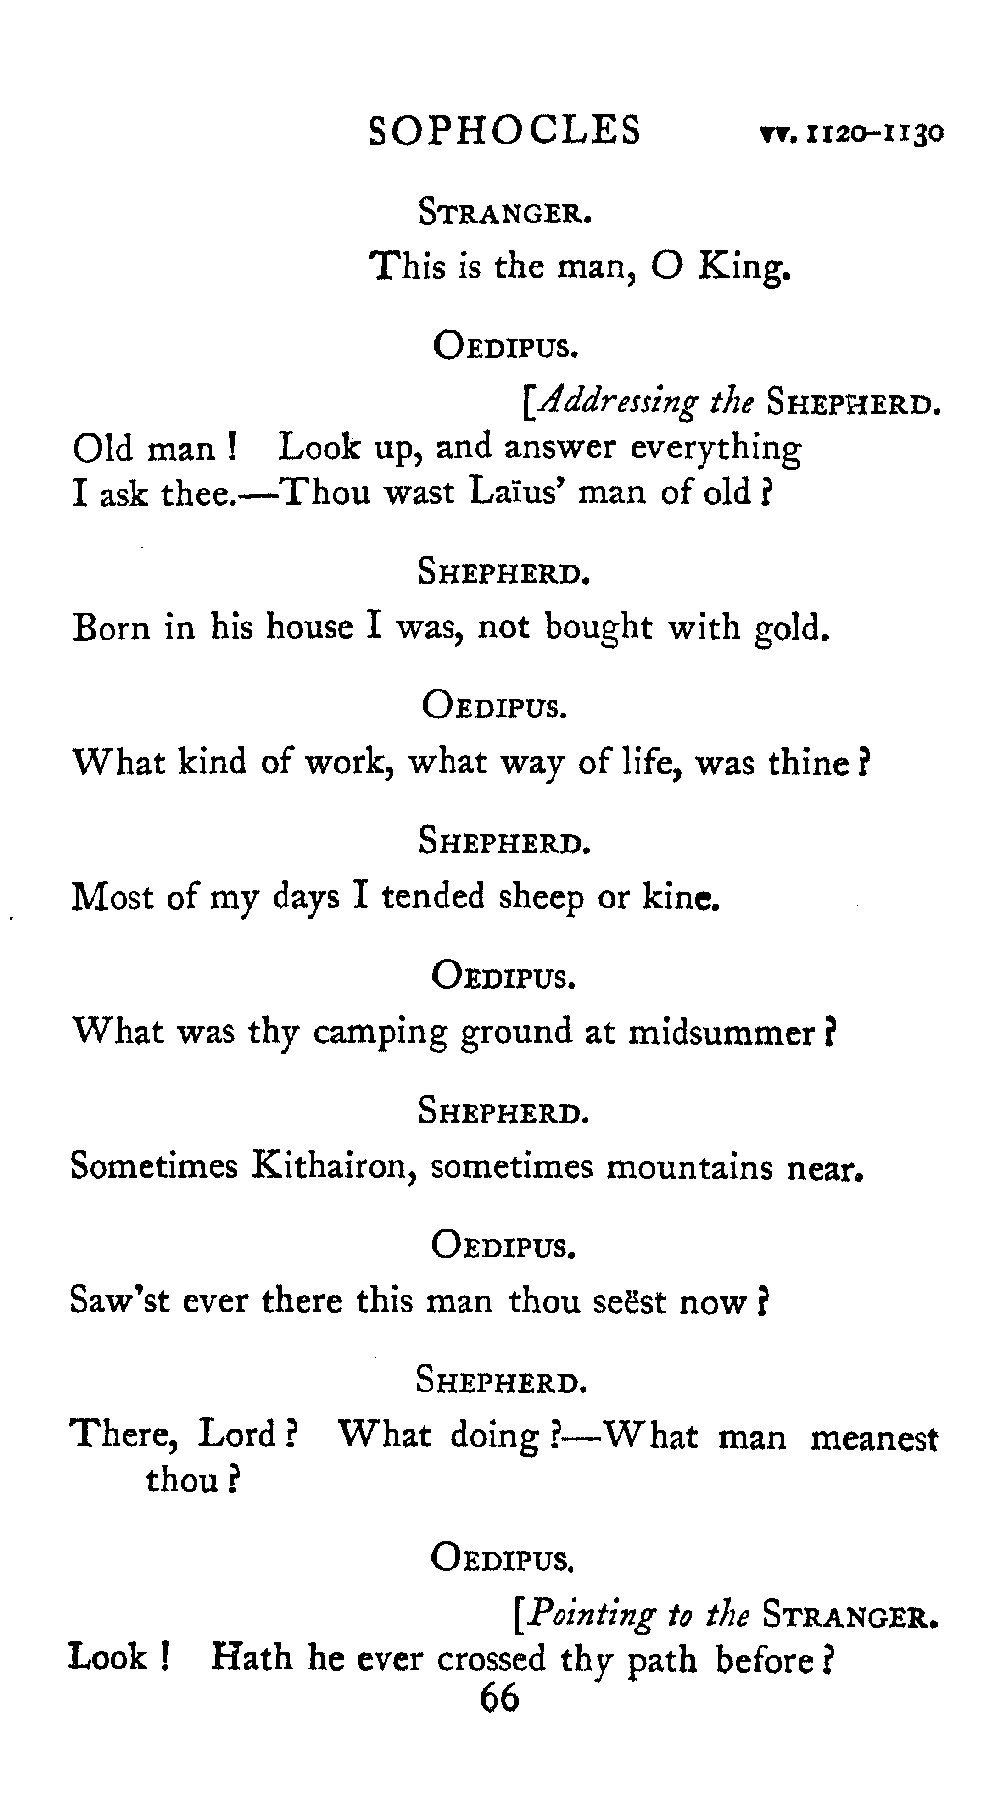 SOPHOCLES vv. 1120–1130
STRANGER.
This is the man, O King.
OEDIPUS.
[Addressing the SHEPHERD.
Old man ! Look up, and answer everything
I ask thee.—Thou wast Laïus’ man of old ?
SHEPHERD.
Born in his house I was, not bought with gold.
OEDIPUS.
What kind of work, what way of life, was thine ?
SHEPHERD.
Most of my days I tended sheep or kine.
OEDIPUS.
What was thy camping ground at midsummer ?
SHEPHERD.
Sometimes Kithairon, sometimes mountains near.
OEDIPUS.
Saw’st ever there this man thou seëst now ?
SHEPHERD.
There, Lord ? What doing ?—What man meanest
thou ?
OEDIPUS.
[Pointing to the STRANGER.
Look ! Hath he ever crossed thy path before ?
66